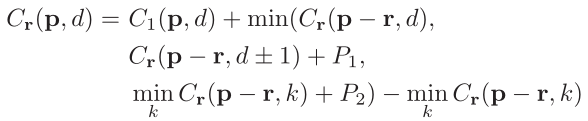 C_𝐫(𝐩, d) = C_1(𝐩, d) + min(C_𝐫(𝐩 − 𝐫, d),
C_𝐫(𝐩 − 𝐫, d ± 1) + P_1,
min_k C_𝐫(𝐩 − 𝐫, k) + P_2) − min_k C_𝐫(𝐩 − 𝐫, k)